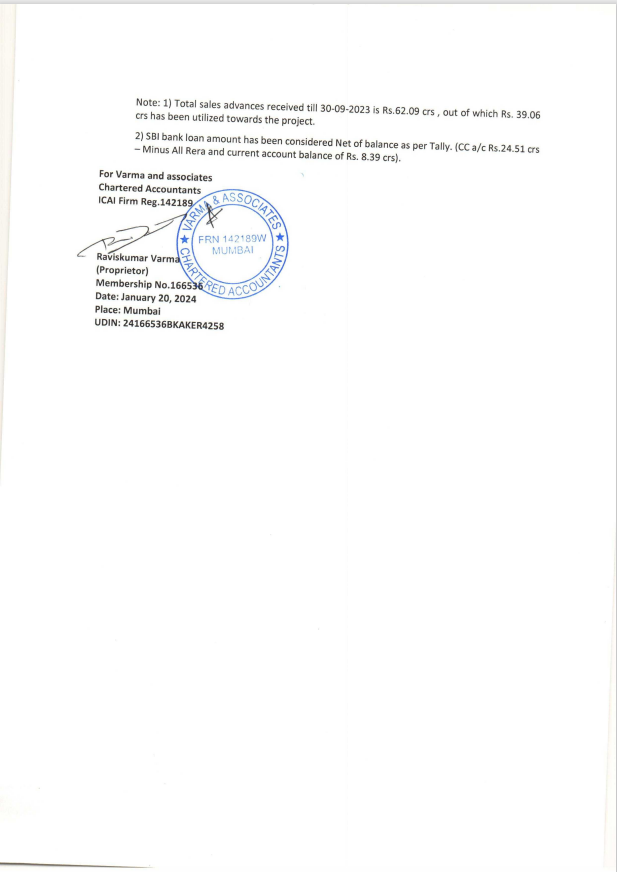 Note: 1) Total sales advances received till 30-09-2023 is Rs.62.09 crs , out of which Rs. 39.06
crs has been utilized towards the project.
2) SBI bank loan amount has been considered Net of balance as per Tally. (CC a/c Rs.24.51 crs
– Minus All Rera and current account balance of Rs. 8.39 crs).
For Varma and associates
Chartered Accountants
ICAI Firm Reg.142189
VARMA & ASSOCIATES
FRN 142189W
MUMBAI
CHARTERED ACCOUNTANTS
Raviskumar Varma
(Proprietor)
Membership No.166536
Date: January 20, 2024
Place: Mumbai
UDIN: 24166536BKAKER4258